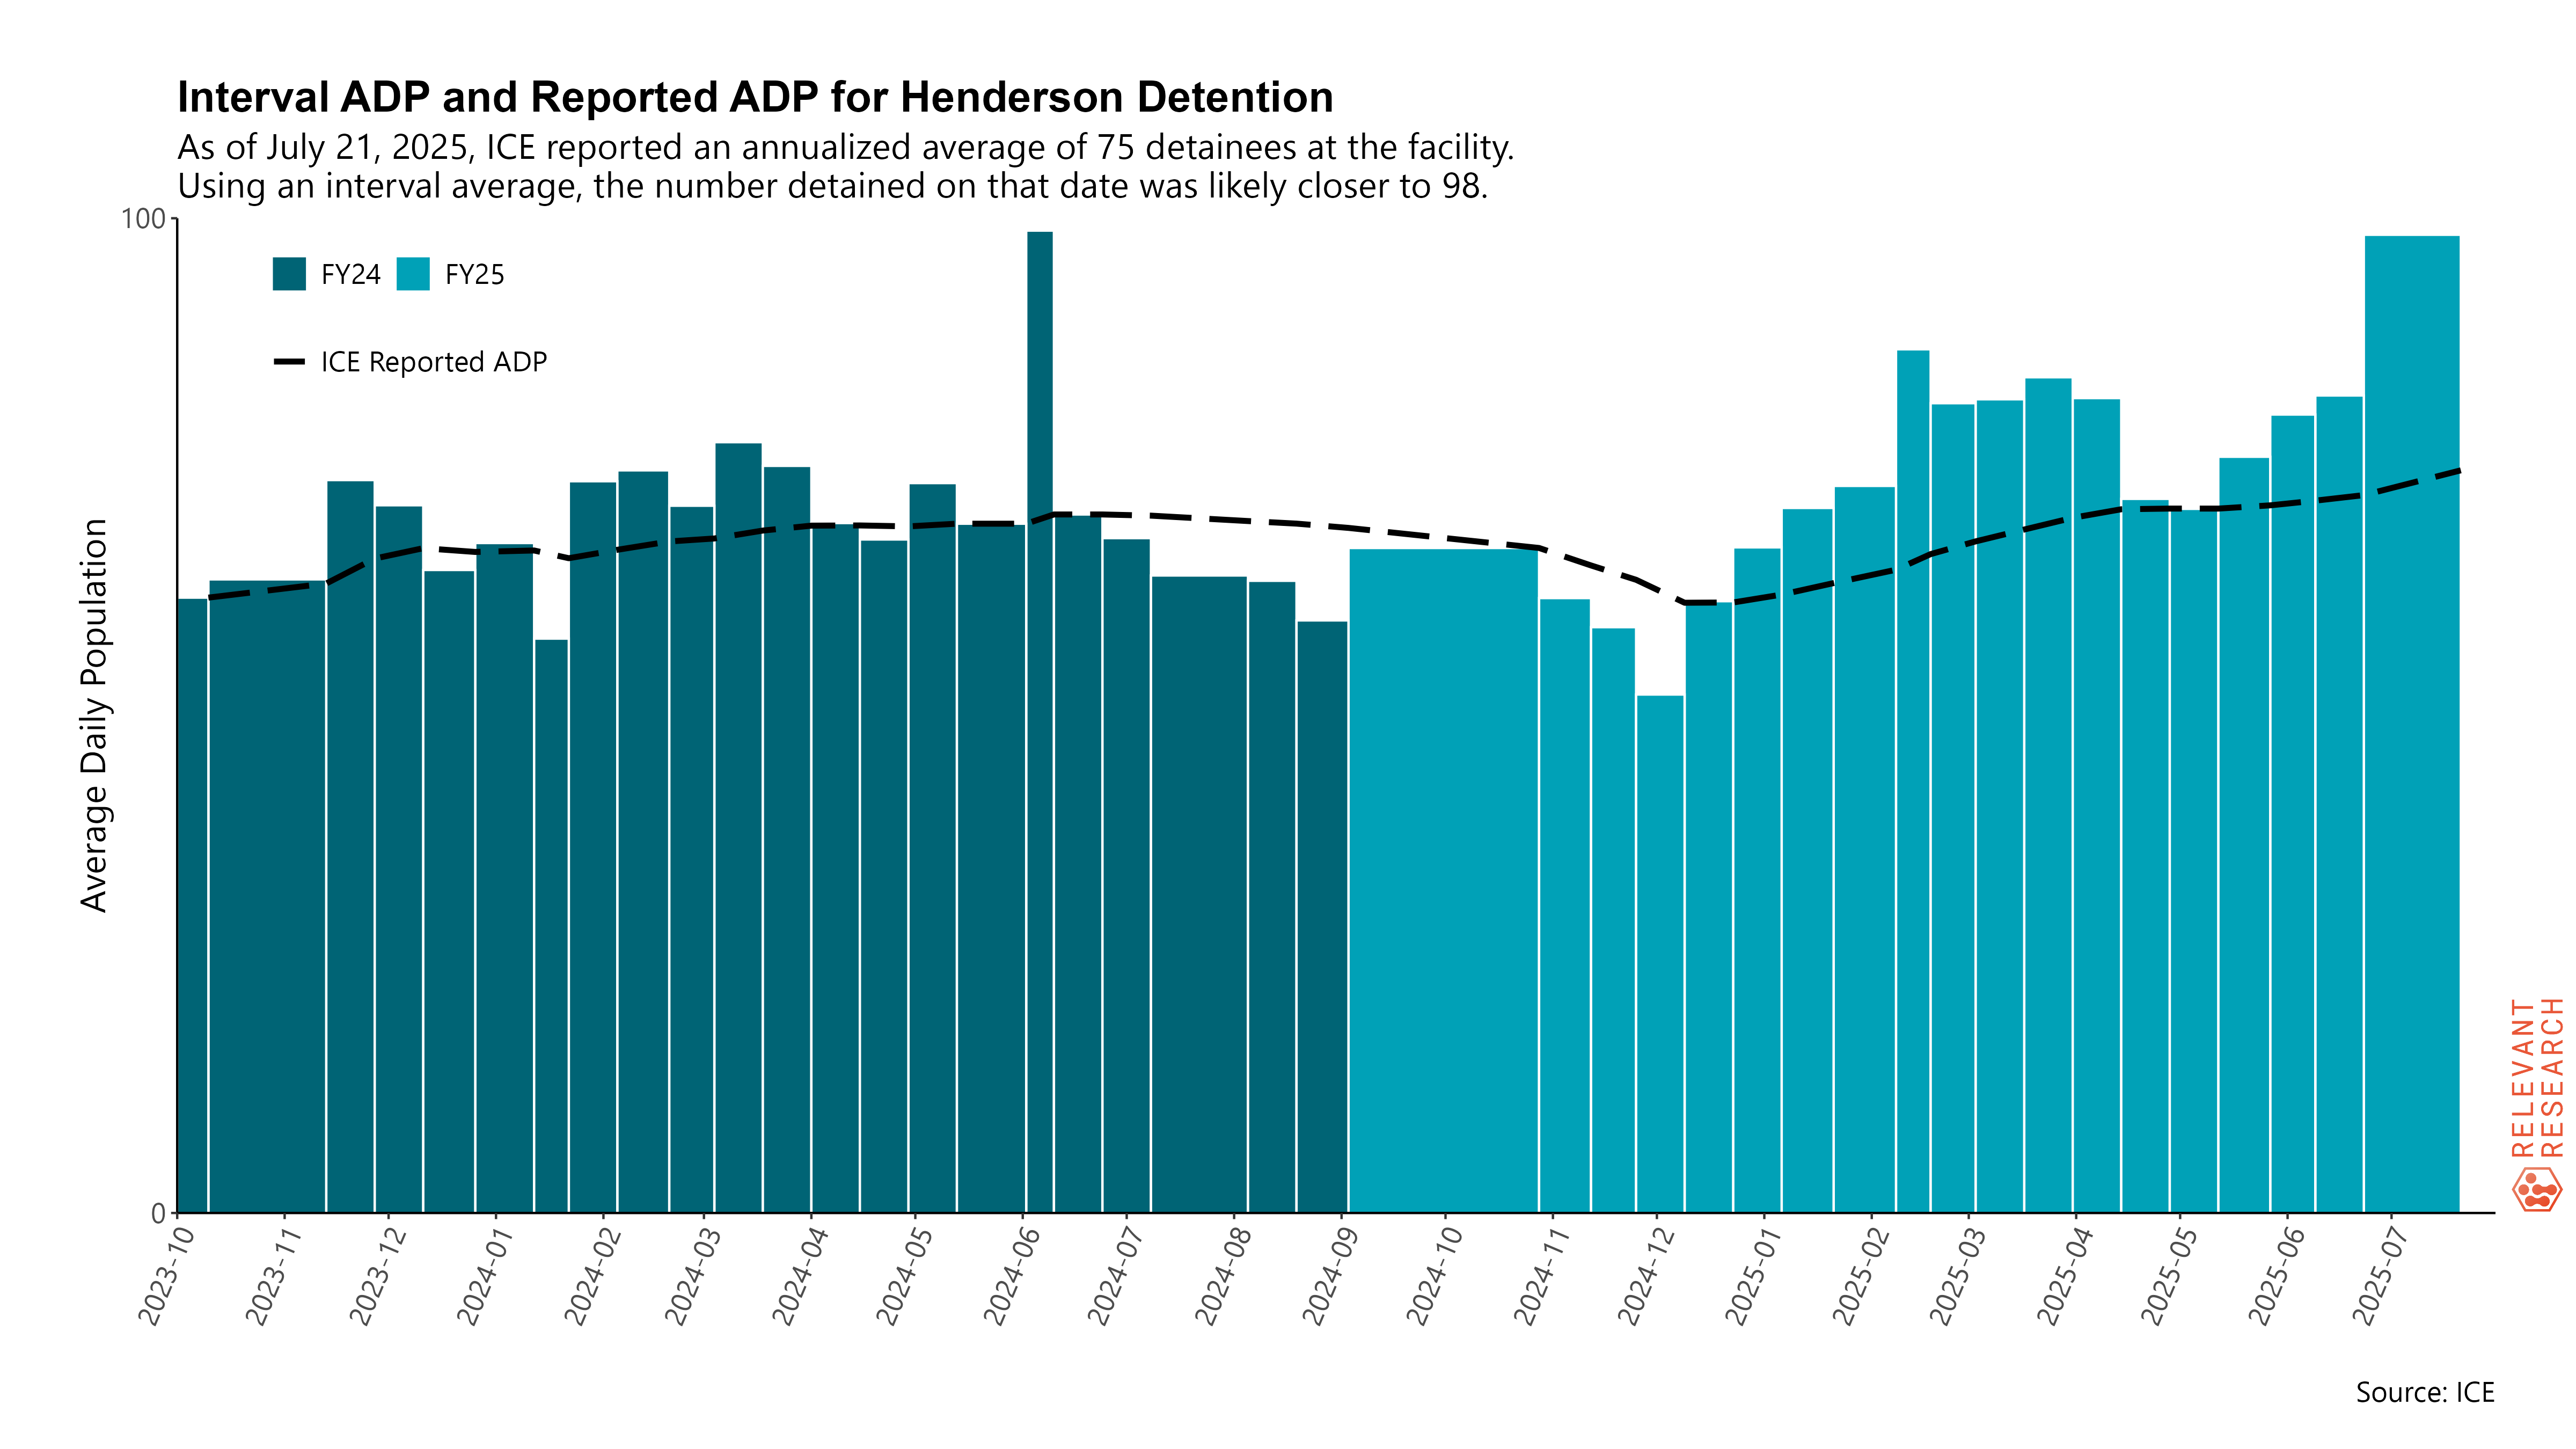 Interval ADP and Reported ADP for Henderson Detention
As of July 21, 2025, ICE reported an annualized average of 75 detainees at the facility.
Using an interval average, the number detained on that date was likely closer to 98.
100
FY24 FY25
ICE Reported ADP
Average Daily Population
0
2023-10 2023-11 2023-12 2024-01 2024-02 2024-03 2024-04 2024-05 2024-06 2024-07 2024-08 2024-09 2024-10 2024-11 2024-12 2025-01 2025-02 2025-03 2025-04 2025-05 2025-06 2025-07
RELEVANT
RESEARCH
Source: ICE